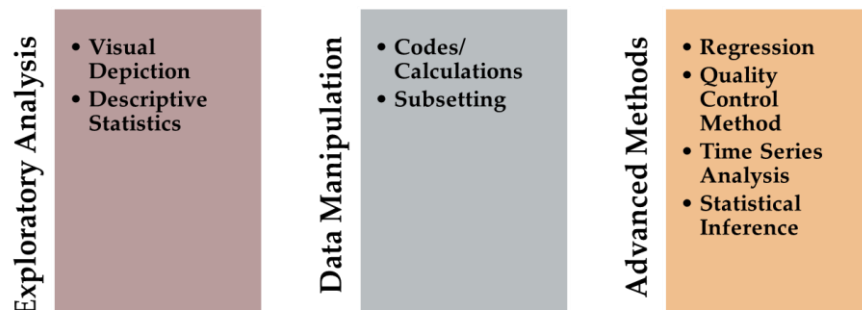 Exploratory Analysis
• Visual
Depiction
• Descriptive
Statistics
Data Manipulation
• Codes/
Calculations
• Subsetting
Advanced Methods
• Regression
• Quality
Control
Method
• Time Series
Analysis
• Statistical
Inference